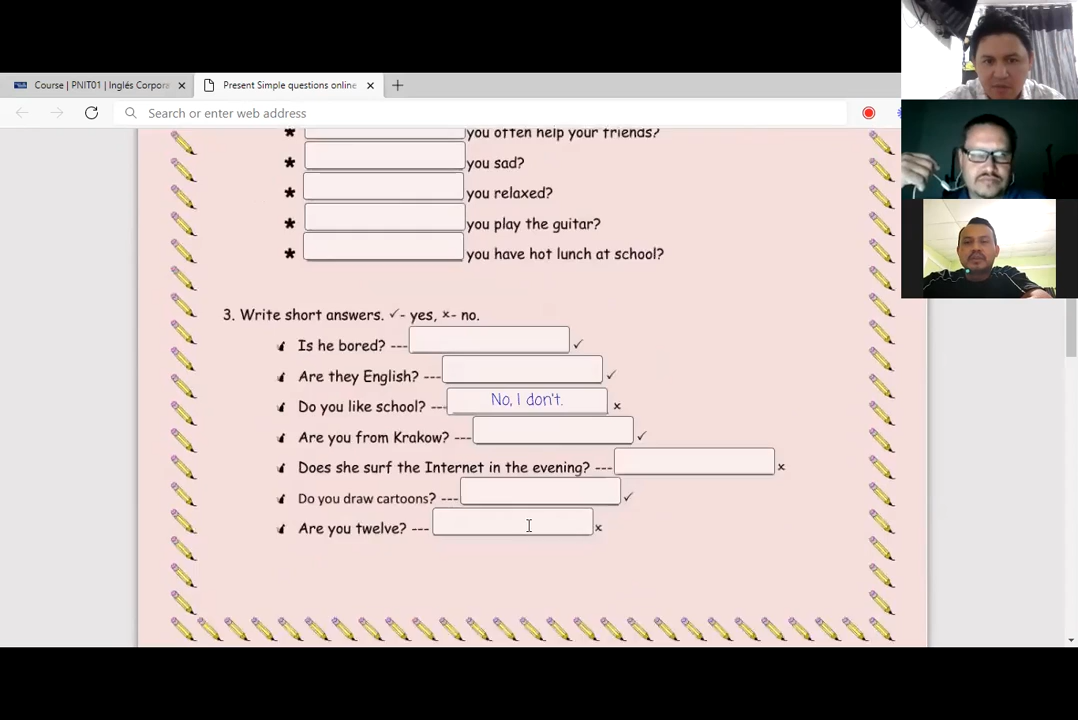 Course | PNIT01 | Inglés Corpora
Present Simple questions online
Search or enter web address
* you often help your friends?
* you sad?
* you relaxed?
* you play the guitar?
* you have hot lunch at school?
3. Write short answers. ✓- yes, ×- no.
Is he bored? --- ✓
Are they English? --- ✓
Do you like school? --- No, I don't. ×
Are you from Krakow? --- ✓
Does she surf the Internet in the evening? --- ×
Do you draw cartoons? --- ✓
Are you twelve? --- ×